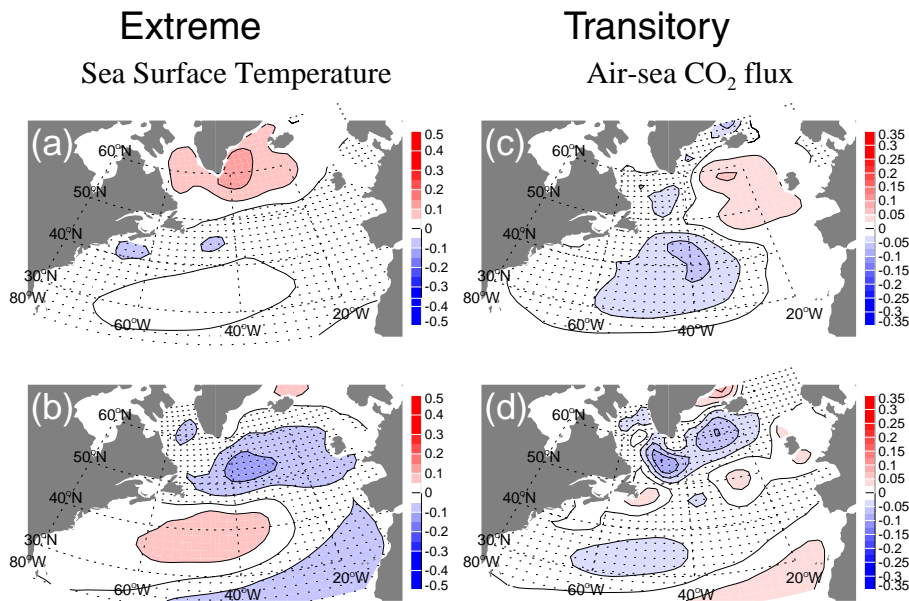 Extreme Transitory
Sea Surface Temperature Air-sea CO₂ flux
(a)
60°N
50°N
40°N
30°N
80°W
60°W
40°W
20°W
0.5
0.4
0.3
0.2
0.1
0
-0.1
-0.2
-0.3
-0.4
-0.5
(c)
60°N
50°N
40°N
30°N
80°W
60°W
40°W
20°W
0.35
0.3
0.25
0.2
0.15
0.1
0.05
0
-0.05
-0.1
-0.15
-0.2
-0.25
-0.3
-0.35
(b)
60°N
50°N
40°N
30°N
80°W
60°W
40°W
20°W
0.5
0.4
0.3
0.2
0.1
0
-0.1
-0.2
-0.3
-0.4
-0.5
(d)
60°N
50°N
40°N
30°N
80°W
60°W
40°W
20°W
0.35
0.3
0.25
0.2
0.15
0.1
0.05
0
-0.05
-0.1
-0.15
-0.2
-0.25
-0.3
-0.35